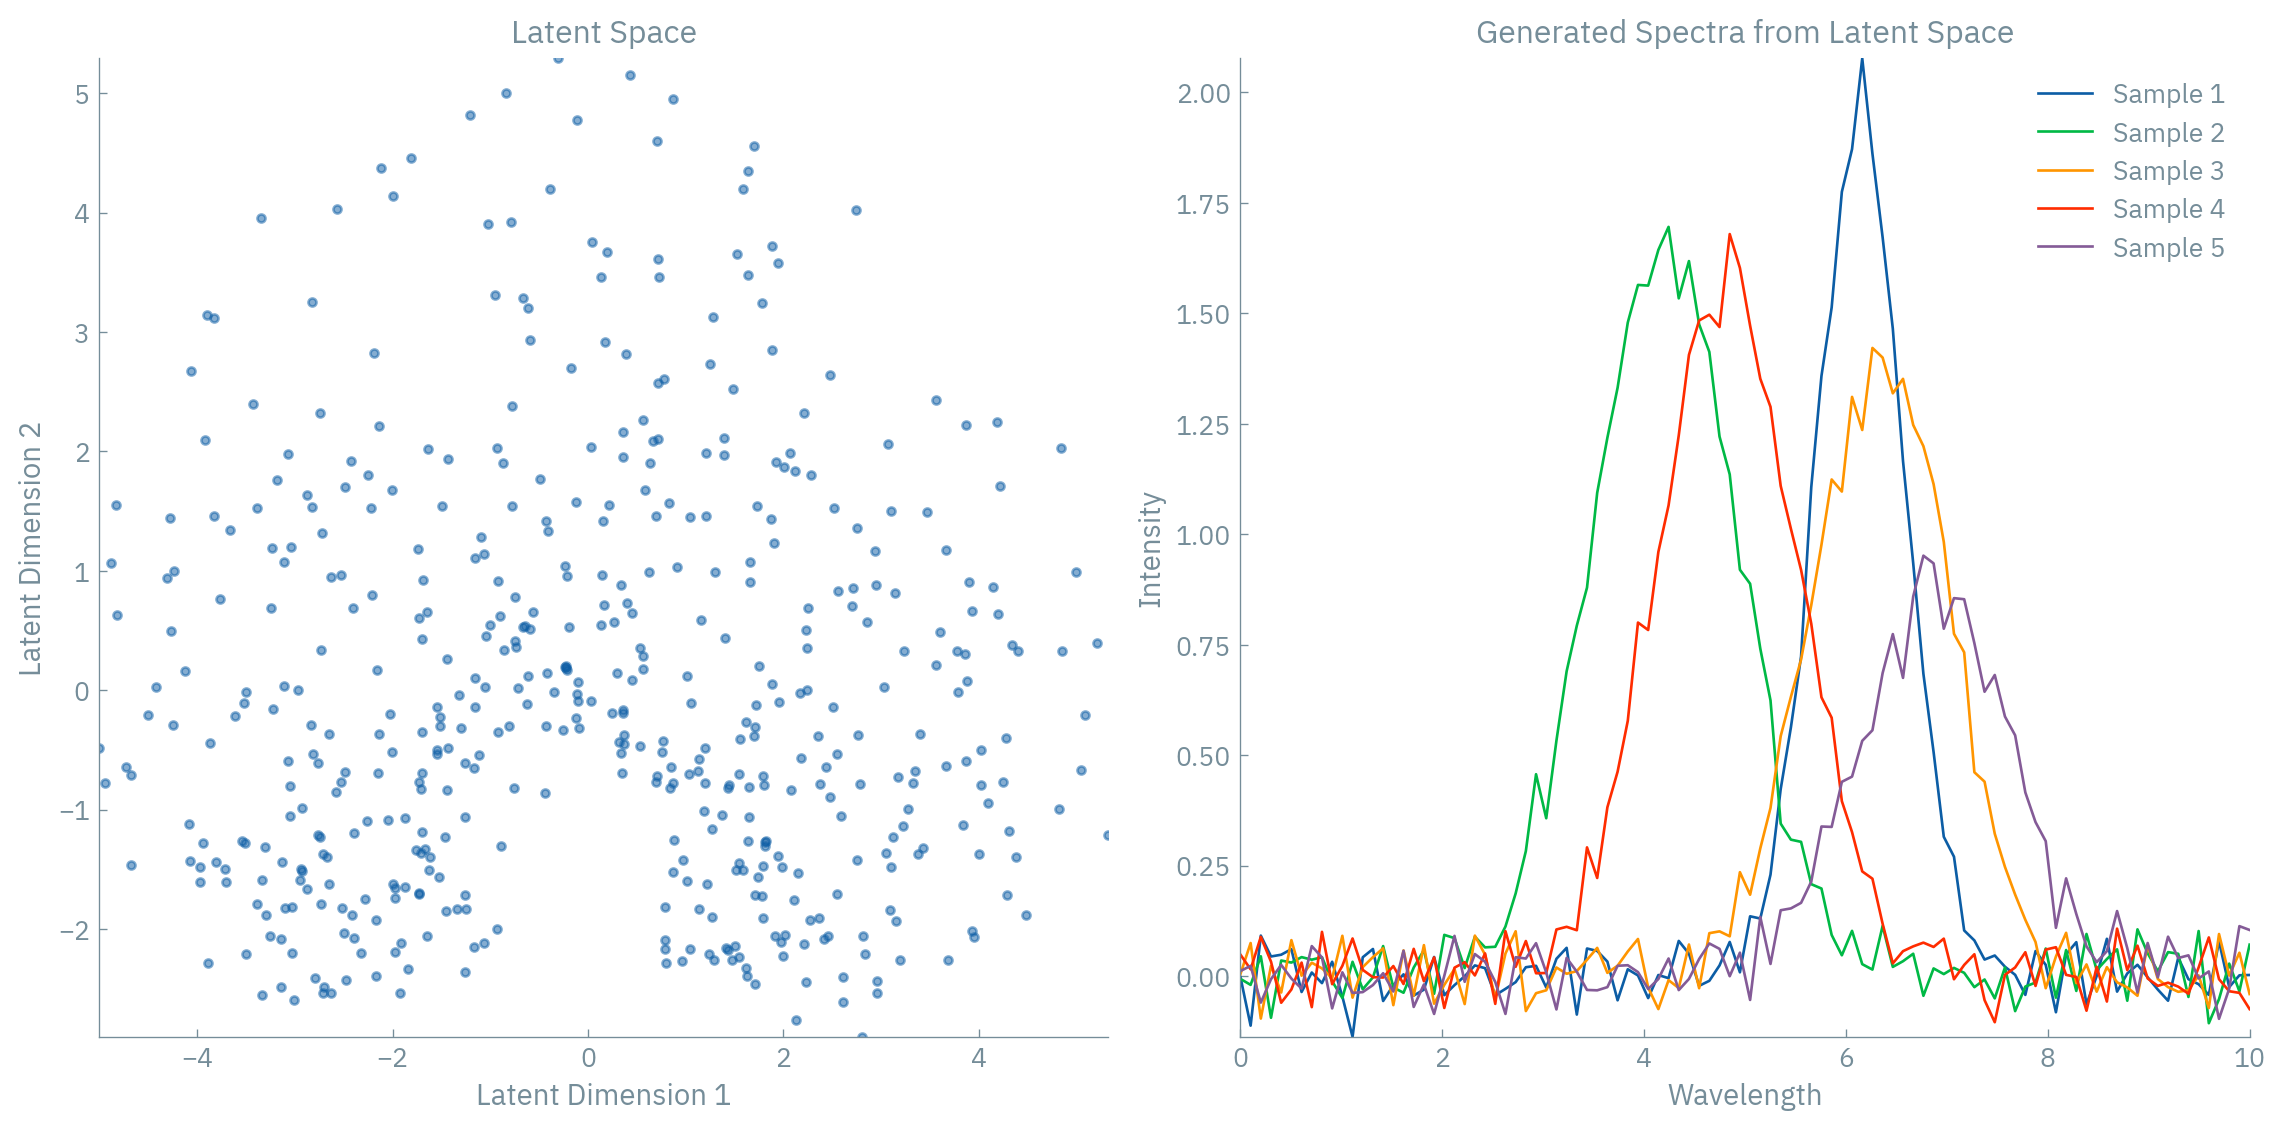 Latent Space
5
4
3
2
1
0
−1
−2
−4
−2
0
2
4
Latent Dimension 2
Latent Dimension 1
Generated Spectra from Latent Space
2.00
1.75
1.50
1.25
1.00
0.75
0.50
0.25
0.00
0
2
4
6
8
10
Intensity
Wavelength
Sample 1
Sample 2
Sample 3
Sample 4
Sample 5